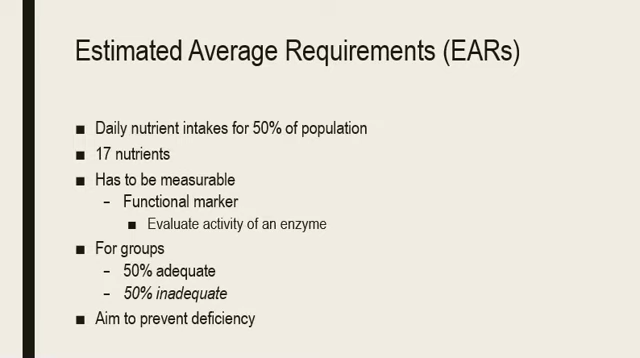 Estimated Average Requirements (EARs)
■ Daily nutrient intakes for 50% of population
■ 17 nutrients
■ Has to be measurable
– Functional marker
■ Evaluate activity of an enzyme
■ For groups
– 50% adequate
– 50% inadequate
■ Aim to prevent deficiency